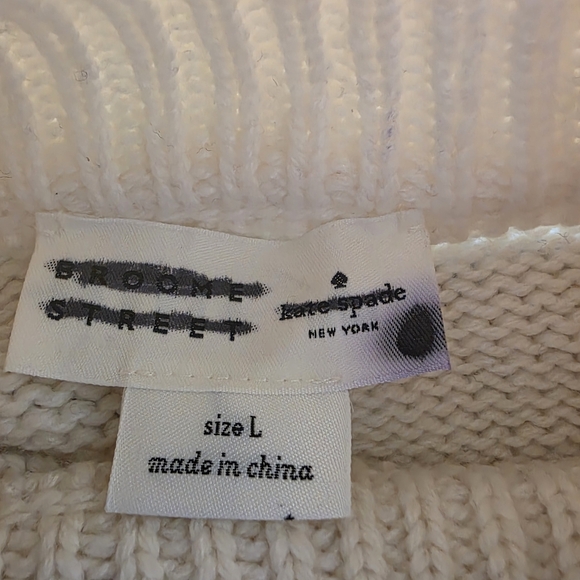 BROOME
STREET
kate spade
NEW YORK
size L
made in china